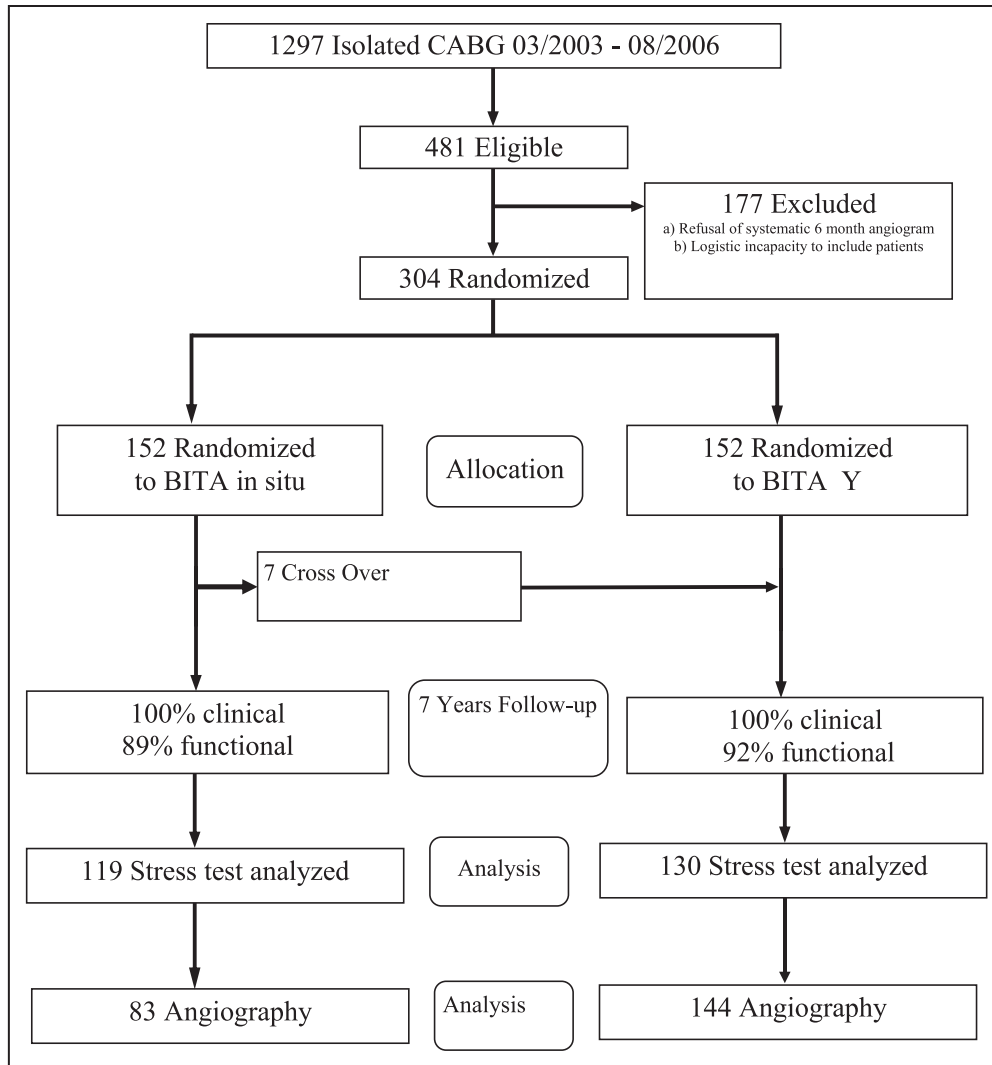 1297 Isolated CABG 03/2003 - 08/2006
481 Eligible
177 Excluded
a) Refusal of systematic 6 month angiogram
b) Logistic incapacity to include patients
304 Randomized
152 Randomized
to BITA in situ
Allocation
152 Randomized
to BITA Y
7 Cross Over
100% clinical
89% functional
7 Years Follow-up
100% clinical
92% functional
119 Stress test analyzed
Analysis
130 Stress test analyzed
83 Angiography
Analysis
144 Angiography